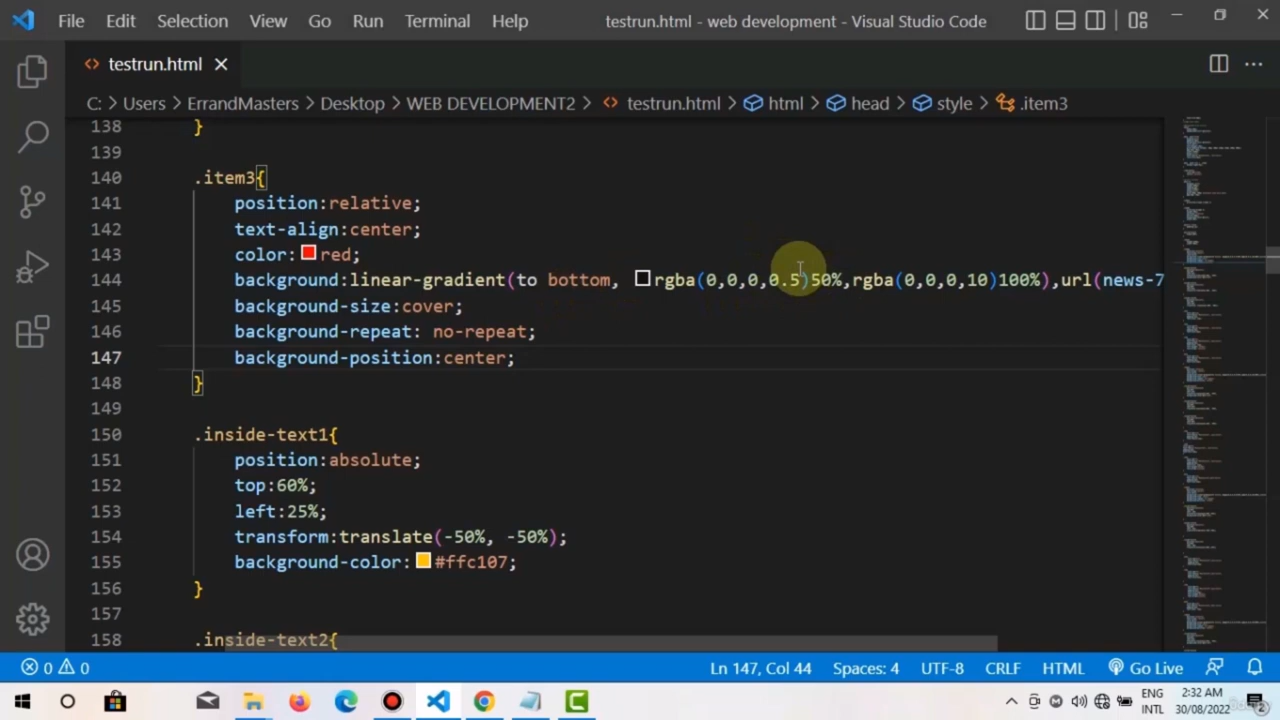 File Edit Selection View Go Run Terminal Help testrun.html - web development - Visual Studio Code
testrun.html
C: > Users > ErrandMasters > Desktop > WEB DEVELOPMENT2 > testrun.html > html > head > style > .item3
138 }
139
140 .item3{
141 position:relative;
142 text-align:center;
143 color:red;
144 background:linear-gradient(to bottom, rgba(0,0,0,0.5)50%,rgba(0,0,0,10)100%),url(news-7
145 background-size:cover;
146 background-repeat: no-repeat;
147 background-position:center;
148 }
149
150 .inside-text1{
151 position:absolute;
152 top:60%;
153 left:25%;
154 transform:translate(-50%, -50%);
155 background-color:#ffc107;
156 }
157
158 .inside-text2{
0 0 Ln 147, Col 44 Spaces: 4 UTF-8 CRLF HTML Go Live
ENG 2:32 AM
INTL 30/08/2022
2